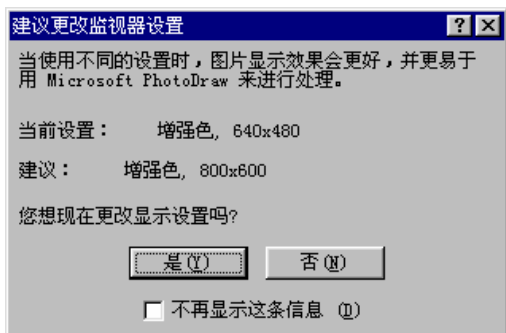 建议更改监视器设置
当使用不同的设置时，图片显示效果会更好，并更易于
用 Microsoft PhotoDraw 来进行处理。
当前设置： 增强色, 640x480
建议： 增强色, 800x600
您想现在更改显示设置吗?
是(Y) 否(N)
不再显示这条信息 (D)